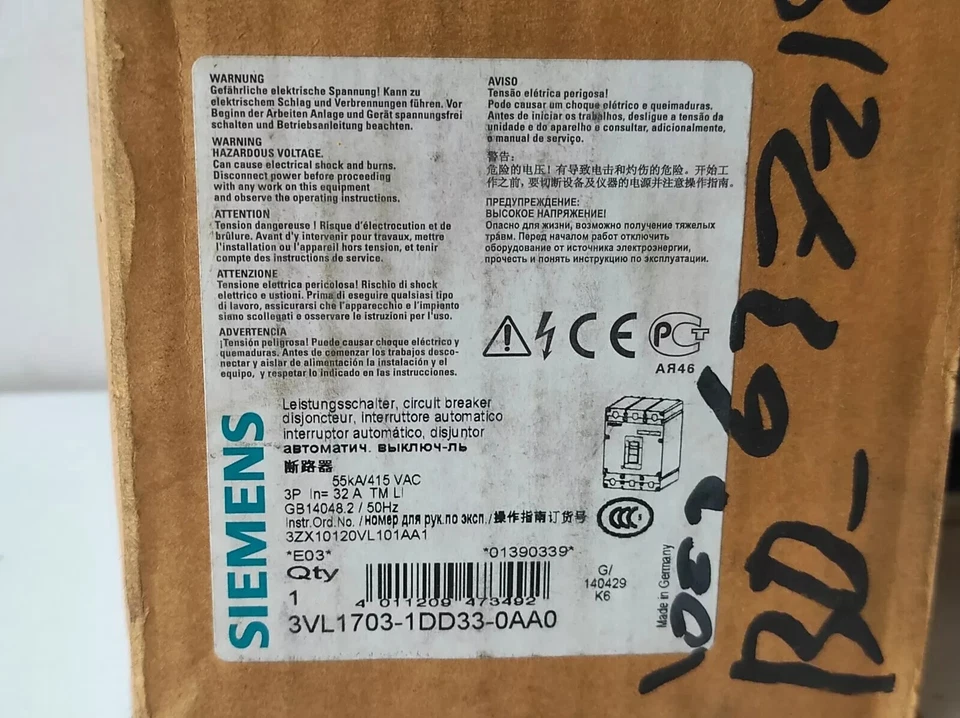 WARNUNG
Gefährliche elektrische Spannung! Kann zu
elektrischem Schlag und Verbrennungen führen. Vor
Beginn der Arbeiten Anlage und Gerät spannungsfrei
schalten und Betriebsanleitung beachten.
WARNING
HAZARDOUS VOLTAGE.
Can cause electrical shock and burns.
Disconnect power before proceeding
with any work on this equipment
and observe the operating instructions.
ATTENTION
Tension dangereuse ! Risque d'électrocution et de
brûlure. Avant d'y intervenir pour travaux, mettre
l'installation ou l'appareil hors tension, et tenir
compte des instructions de service.
ATTENZIONE
Tensione elettrica pericolosa! Rischio di shock
elettrico e ustioni. Prima di eseguire qualsiasi tipo
di lavoro, assicurarsi che l'apparecchio e l'impianto
siano scollegati e osservare le istruzioni per l'uso.
ADVERTENCIA
¡Tensión peligrosa! Puede causar choque eléctrico y
quemaduras. Antes de comenzar los trabajos desco-
nectar y aislar de alimentación la instalación y el
equipo, y respetar lo indicado en las instrucciones.
AVISO
Tensão elétrica perigosa!
Pode causar um choque elétrico e queimaduras.
Antes de iniciar os trabalhos, desligue a tensão da
unidade e do aparelho e consultar, adicionalmente,
o manual de serviço.
警告:
危险的电压! 有导致电击和灼伤的危险。开始工
作之前, 要切断设备及仪器的电源并注意操作指南。
ПРЕДУПРЕЖДЕНИЕ:
ВЫСОКОЕ НАПРЯЖЕНИЕ!
Опасно для жизни, возможно получение тяжелых
травм. Перед началом работ отключить
оборудование от источника электроэнергии,
прочесть и понять инструкцию по эксплуатации.
CE
АЯ46
SIEMENS
Leistungsschalter, circuit breaker
disjoncteur, interruttore automatico
interruptor automático, disjuntor
автоматич. выключ-ль
断路器
55kA/415 VAC
3P In= 32 A TM LI
GB14048.2 / 50Hz
Instr.Ord.No. /номер для рук.по эксп./操作指南订货号
3ZX10120VL101AA1
*E03*
*01390339*
Qty
1
4 011209 473492
G/
140429
K6
Made in Germany
3VL1703-1DD33-0AA0
BD_